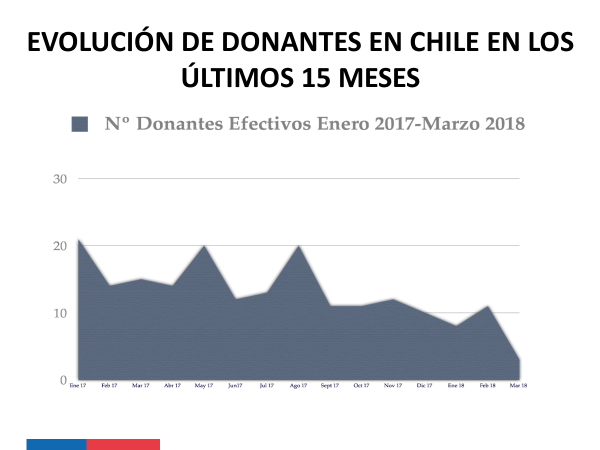 EVOLUCIÓN DE DONANTES EN CHILE EN LOS
ÚLTIMOS 15 MESES
Nº Donantes Efectivos Enero 2017-Marzo 2018
30
20
10
0
Ene 17 Feb 17 Mar 17 Abr 17 May 17 Jun17 Jul 17 Ago 17 Sept 17 Oct 17 Nov 17 Dic 17 Ene 18 Feb 18 Mar 18